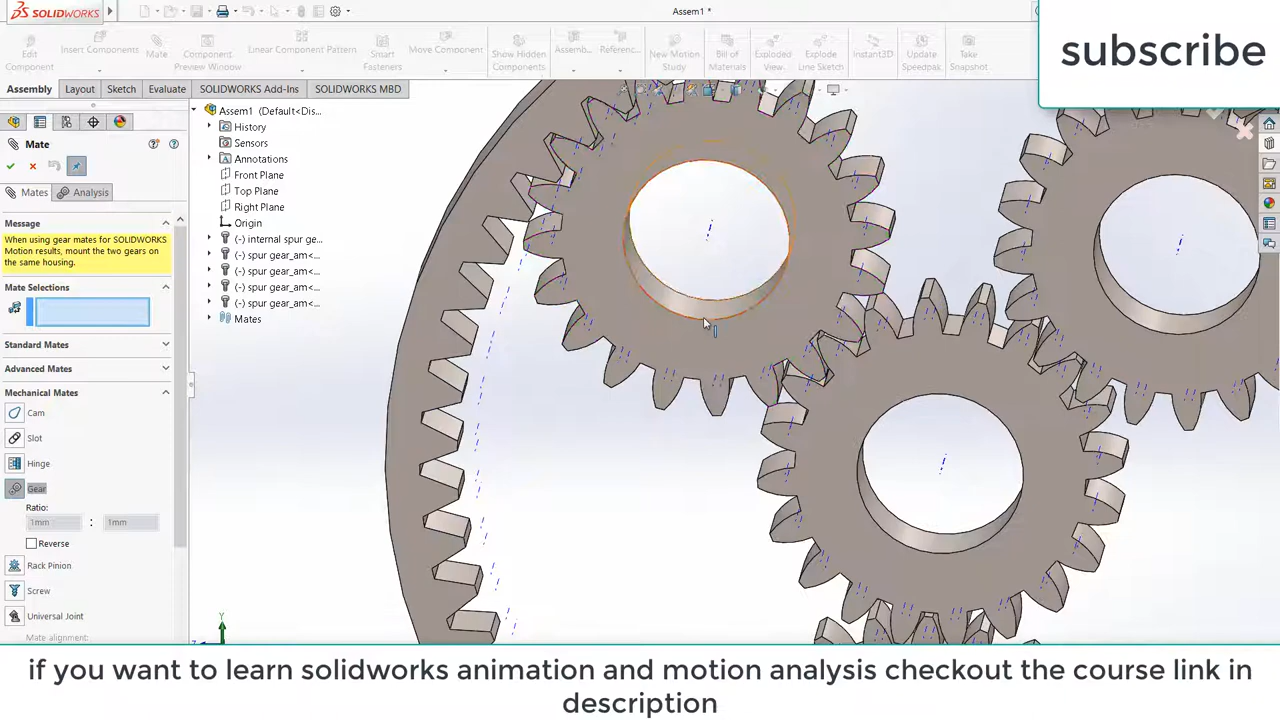 SOLIDWORKS
Assem1 *
subscribe
Edit Component
Insert Components
Mate
Component Preview Window
Linear Component Pattern
Smart Fasteners
Move Component
Show Hidden Components
Assemb...
Referenc...
New Motion Study
Bill of Materials
Exploded View
Explode Line Sketch
Instant3D
Update Speedpak
Take Snapshot
Assembly
Layout
Sketch
Evaluate
SOLIDWORKS Add-Ins
SOLIDWORKS MBD
Mate
Mates
Analysis
Message
When using gear mates for SOLIDWORKS
Motion results, mount the two gears on
the same housing.
Mate Selections
Standard Mates
Advanced Mates
Mechanical Mates
Cam
Slot
Hinge
Gear
Ratio:
1mm : 1mm
Reverse
Rack Pinion
Screw
Universal Joint
Mate alignment:
Assem1 (Default<Dis...
History
Sensors
Annotations
Front Plane
Top Plane
Right Plane
Origin
(-) internal spur ge...
(-) spur gear_am<...
(-) spur gear_am<...
(-) spur gear_am<...
(-) spur gear_am<...
Mates
Y
if you want to learn solidworks animation and motion analysis checkout the course link in
description